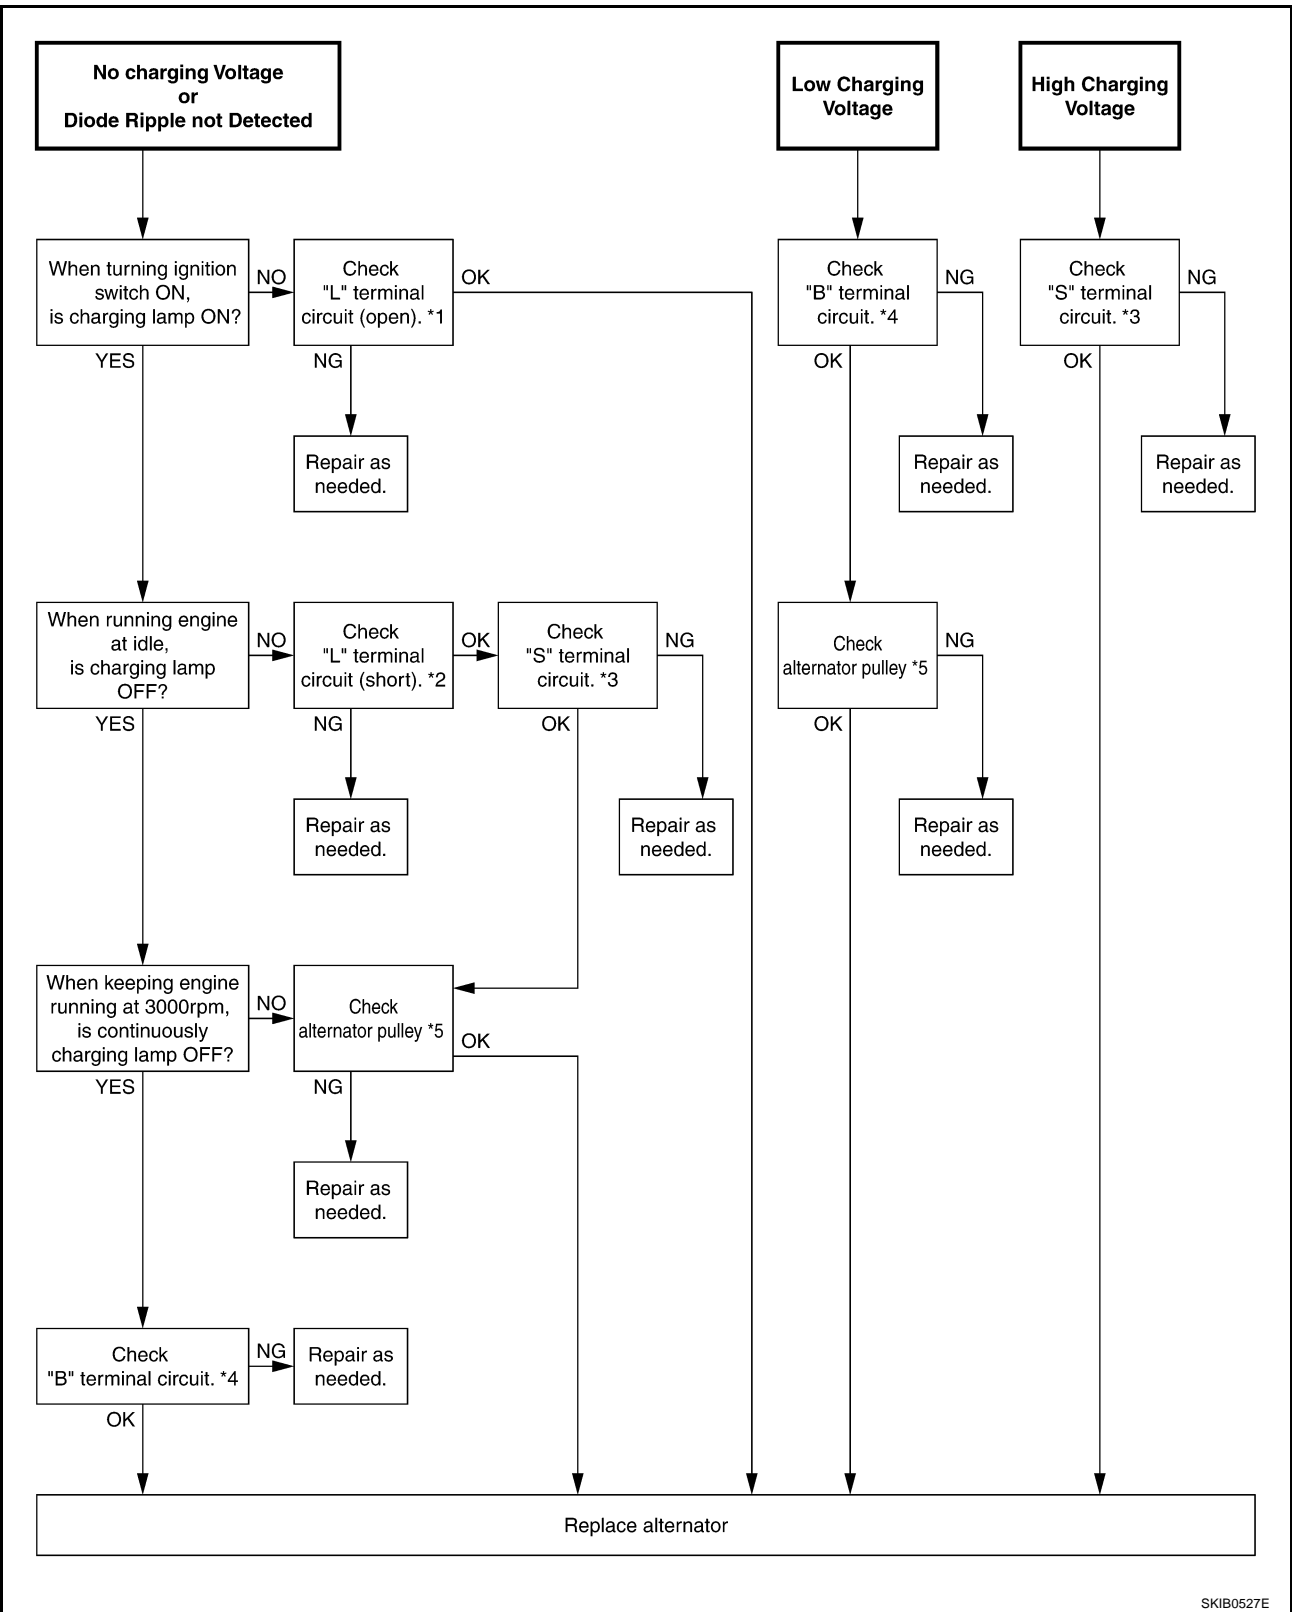 No charging Voltage
or
Diode Ripple not Detected
Low Charging
Voltage
High Charging
Voltage
When turning ignition
switch ON,
is charging lamp ON?
NO
Check
"L" terminal
circuit (open). *1
OK
Check
"B" terminal
circuit. *4
NG
Check
"S" terminal
circuit. *3
NG
YES
NG
OK
OK
Repair as
needed.
Repair as
needed.
Repair as
needed.
When running engine
at idle,
is charging lamp
OFF?
NO
Check
"L" terminal
circuit (short). *2
OK
Check
"S" terminal
circuit. *3
NG
Check
alternator pulley *5
NG
YES
NG
OK
OK
Repair as
needed.
Repair as
needed.
Repair as
needed.
When keeping engine
running at 3000rpm,
is continuously
charging lamp OFF?
NO
Check
alternator pulley *5
OK
YES
NG
Repair as
needed.
Check
"B" terminal circuit. *4
NG
Repair as
needed.
OK
Replace alternator
SKIB0527E